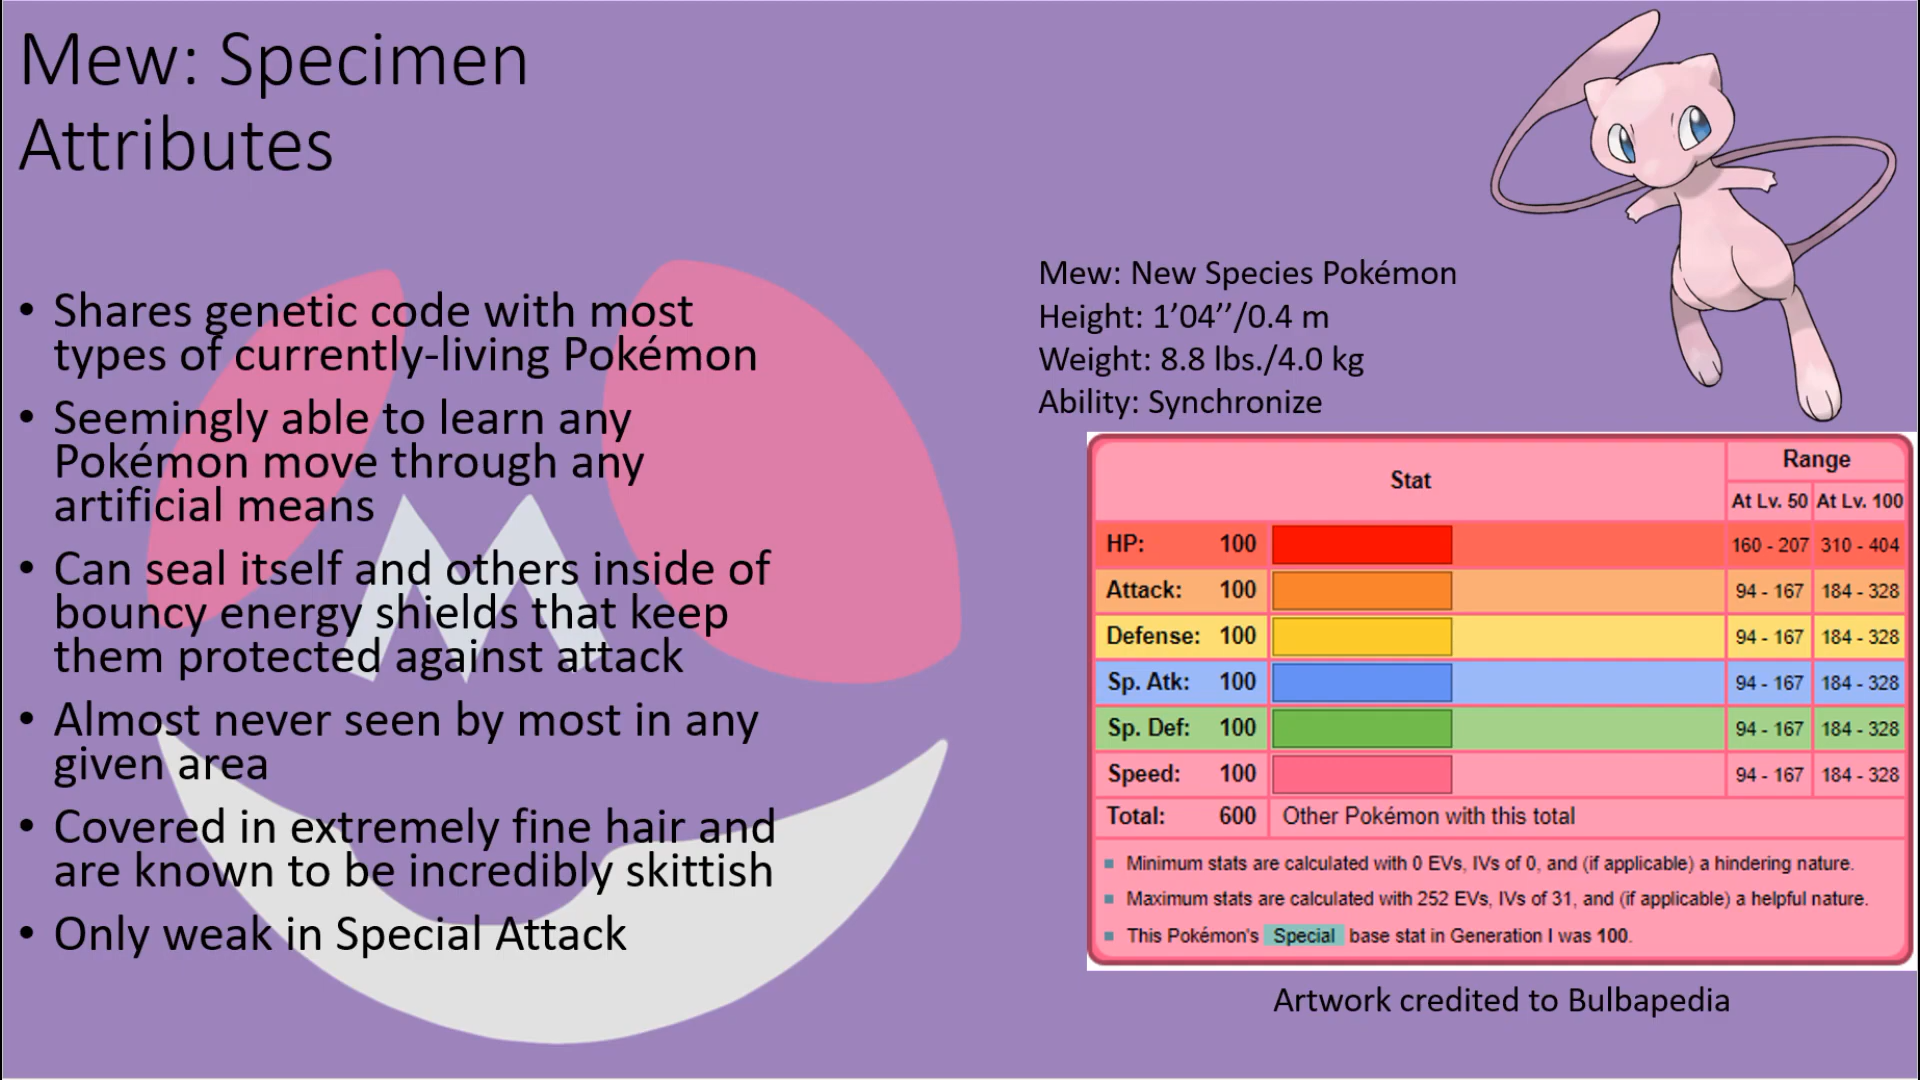 Mew: Specimen
Attributes
• Shares genetic code with most
types of currently-living Pokémon
• Seemingly able to learn any
Pokémon move through any
artificial means
• Can seal itself and others inside of
bouncy energy shields that keep
them protected against attack
• Almost never seen by most in any
given area
• Covered in extremely fine hair and
are known to be incredibly skittish
• Only weak in Special Attack
M
Mew: New Species Pokémon
Height: 1’04’’/0.4 m
Weight: 8.8 lbs./4.0 kg
Ability: Synchronize
Stat Range
At Lv. 50 At Lv. 100
HP: 100 160 - 207 310 - 404
Attack: 100 94 - 167 184 - 328
Defense: 100 94 - 167 184 - 328
Sp. Atk: 100 94 - 167 184 - 328
Sp. Def: 100 94 - 167 184 - 328
Speed: 100 94 - 167 184 - 328
Total: 600 Other Pokémon with this total
Minimum stats are calculated with 0 EVs, IVs of 0, and (if applicable) a hindering nature.
Maximum stats are calculated with 252 EVs, IVs of 31, and (if applicable) a helpful nature.
This Pokémon's Special base stat in Generation I was 100.
Artwork credited to Bulbapedia